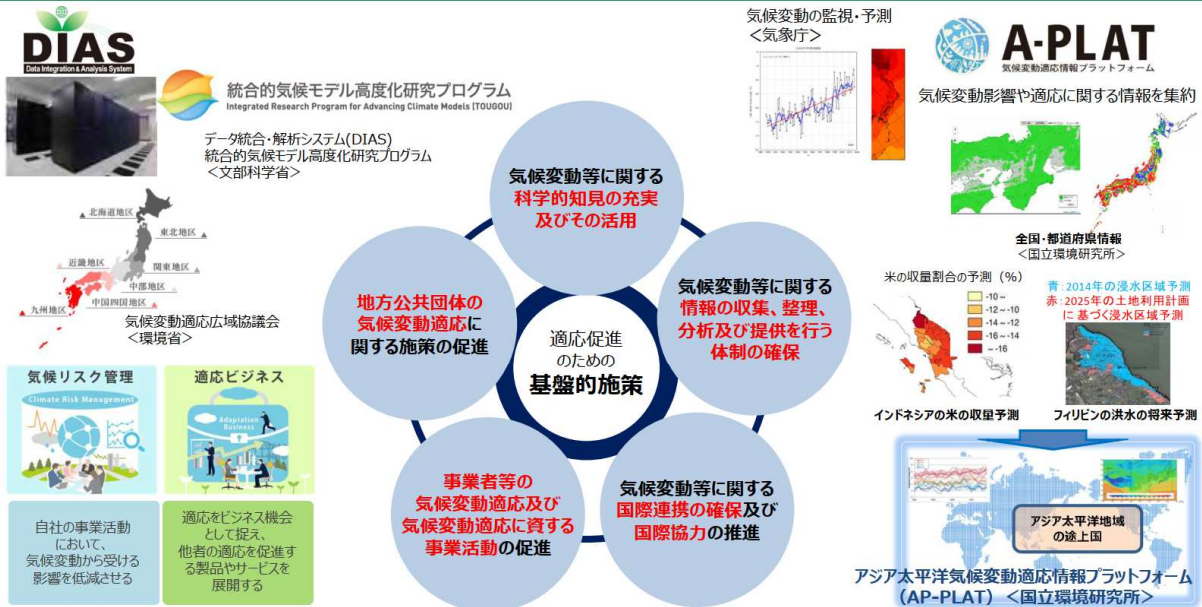 DIAS
Data Integration & Analysis System
統合的気候モデル高度化研究プログラム
Integrated Research Program for Advancing Climate Models (TOUGOU)
データ統合・解析システム(DIAS)
統合的気候モデル高度化研究プログラム
<文部科学省>
北海道地区
東北地区
近畿地区
関東地区
中部地区
中国四国地区
九州地区
気候変動適応広域協議会
<環境省>
気候リスク管理
Climate Risk Management
自社の事業活動
において、
気候変動から受ける
影響を低減させる
適応ビジネス
Adaptation
Business
適応をビジネス機会
として捉え、
他者の適応を促進す
る製品やサービスを
展開する
気候変動等に関する
科学的知見の充実
及びその活用
地方公共団体の
気候変動適応に
関する施策の促進
気候変動等に関する
情報の収集、整理、
分析及び提供を行う
体制の確保
適応促進
のための
基盤的施策
事業者等の
気候変動適応及び
気候変動適応に資する
事業活動の促進
気候変動等に関する
国際連携の確保及び
国際協力の推進
気候変動の監視・予測
<気象庁>
A-PLAT
気候変動適応情報プラットフォーム
気候変動影響や適応に関する情報を集約
全国・都道府県情報
<国立環境研究所>
米の収量割合の予測 (%)
-10 ~
-12 ~ -10
-14 ~ -12
-16 ~ -14
~ -16
インドネシアの米の収量予測
青:2014年の浸水区域予測
赤:2025年の土地利用計画
に 基づく浸水区域予測
フィリピンの洪水の将来予測
アジア太平洋地域
の途上国
アジア太平洋気候変動適応情報プラットフォーム
(AP-PLAT) <国立環境研究所>